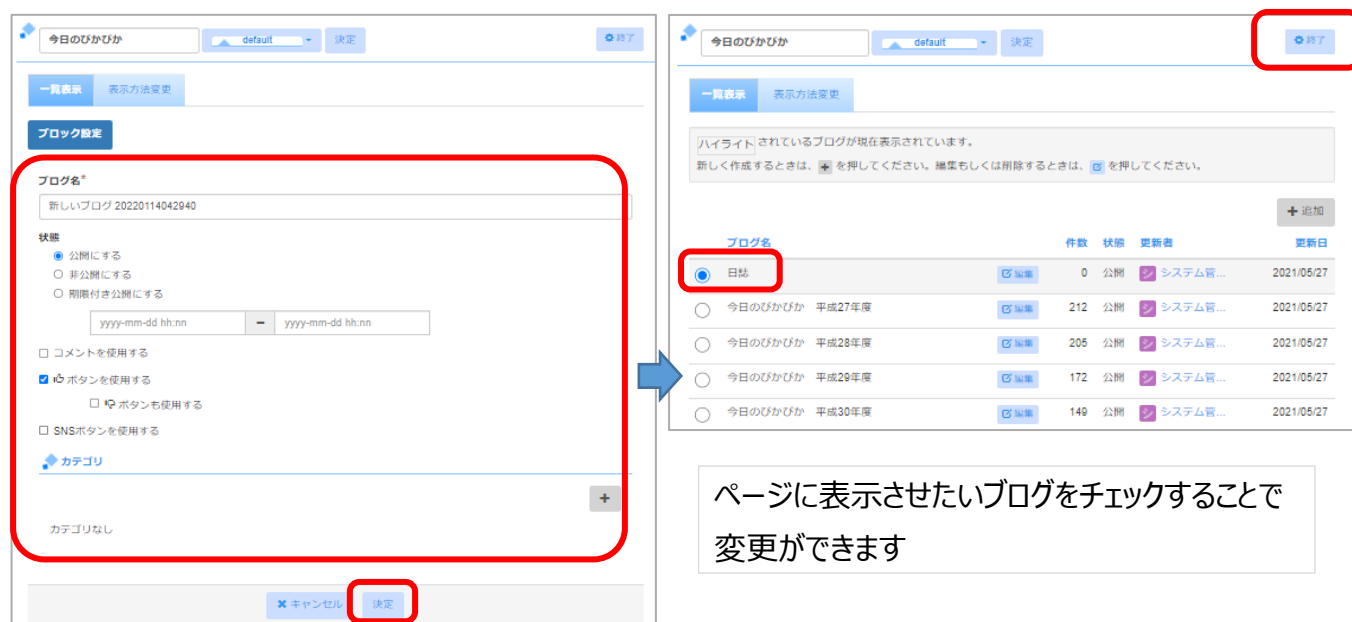 今日のぴかぴか default 決定 終了
一覧表示 表示方法変更
ブロック設定
ブログ名*
新しいブログ 20220114042940
状態
公開にする
非公開にする
期限付き公開にする
yyyy-mm-dd hh:nn - yyyy-mm-dd hh:nn
コメントを使用する
ボタンを使用する
ボタンも使用する
SNSボタンを使用する
カテゴリ
+
カテゴリなし
キャンセル 決定
今日のぴかぴか default 決定 終了
一覧表示 表示方法変更
ハイライト されているブログが現在表示されています。
新しく作成するときは、 + を押してください。編集もしくは削除するときは、 を押してください。
+ 追加
ブログ名 件数 状態 更新者 更新日
日誌 編集 0 公開 シ システム管... 2021/05/27
今日のぴかぴか 平成27年度 編集 212 公開 シ システム管... 2021/05/27
今日のぴかぴか 平成28年度 編集 205 公開 シ システム管... 2021/05/27
今日のぴかぴか 平成29年度 編集 172 公開 シ システム管... 2021/05/27
今日のぴかぴか 平成30年度 編集 149 公開 シ システム管... 2021/05/27
ページに表示させたいブログをチェックすることで
変更ができます